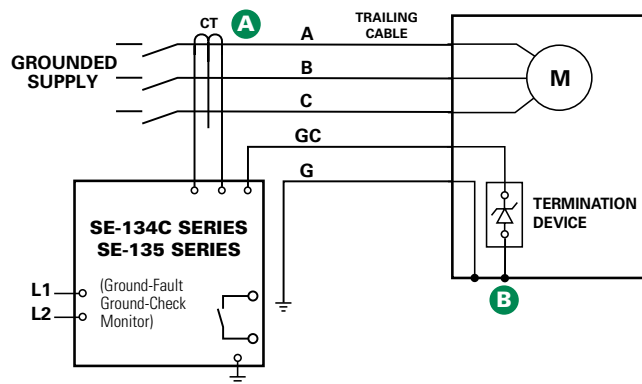 CT
A
A
TRAILING
CABLE
GROUNDED
SUPPLY
B
M
C
GC
G
SE-134C SERIES
SE-135 SERIES
(Ground-Fault
Ground-Check
Monitor)
L1
L2
TERMINATION
DEVICE
B